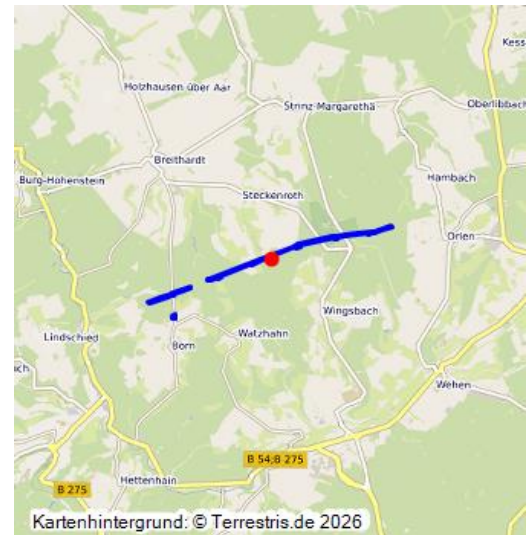 Kess
Holzhausen über Aar
Strinz-Margarethä
Oberlibbach
Breithardt
Burg-Hohenstein
Hambach
Steckenroth
Orlen
Wingsbach
Lindschied
Watzhahn
Born
ch
Wehen
B 54;B 275
Hettenhain
B 275
Kartenhintergrund: © Terrestris.de 2026